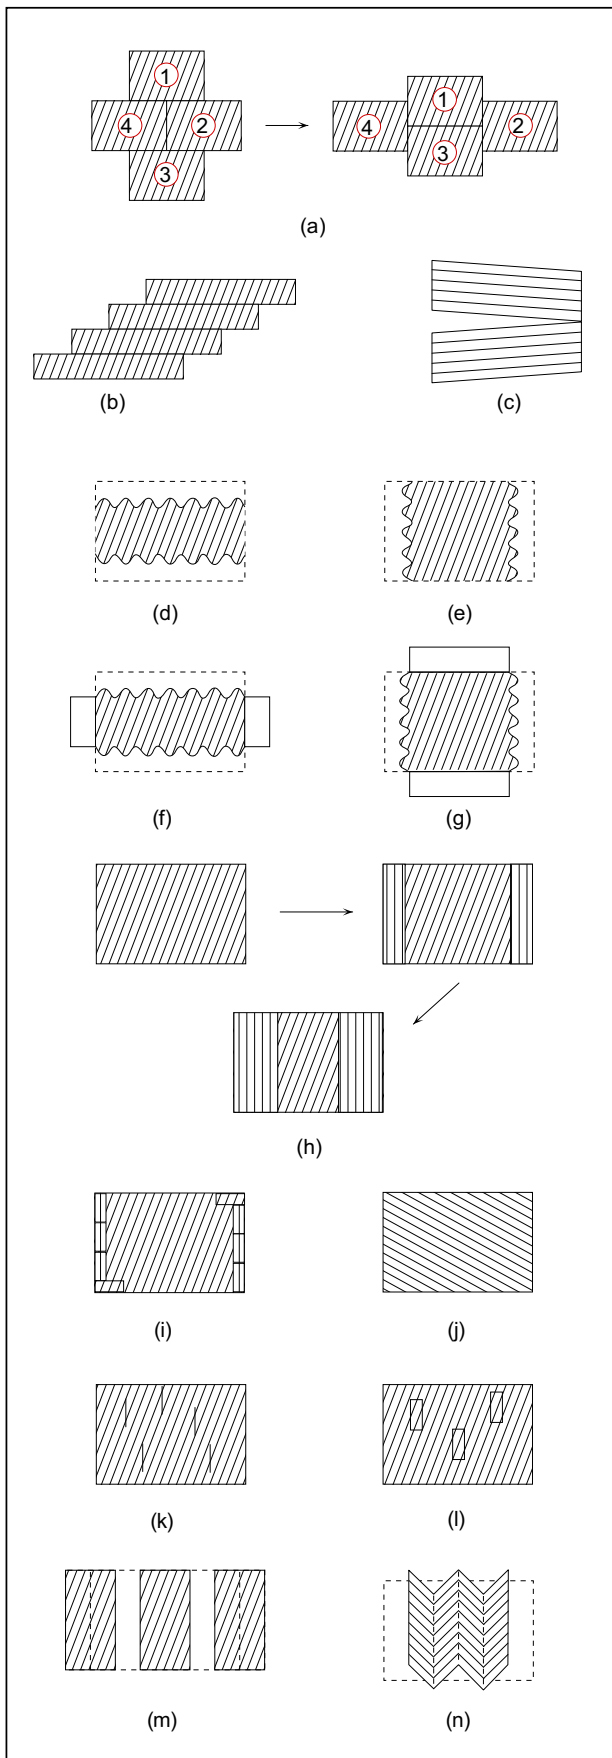 1 1
4 2 4 2
3 3
(a)
(b) (c)
(d) (e)
(f) (g)
(h)
(i) (j)
(k) (l)
(m) (n)